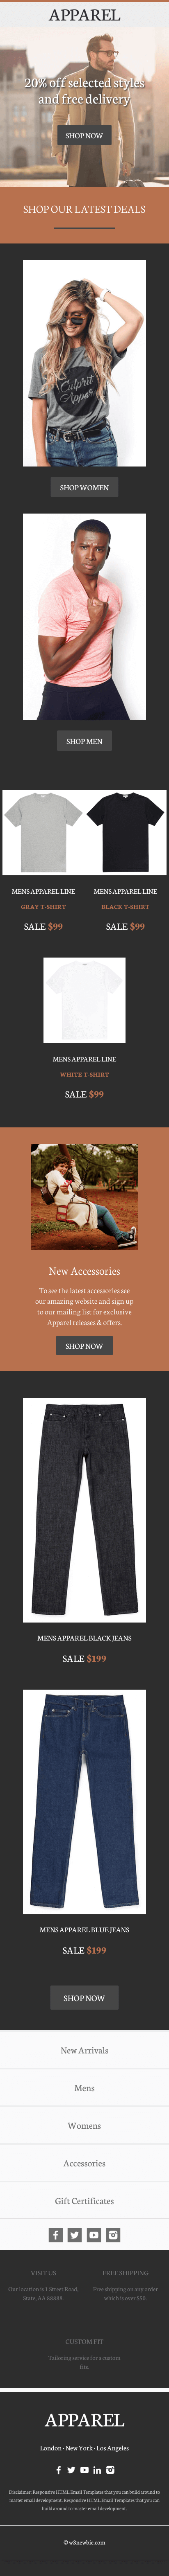 APPAREL
20% off selected styles
and free delivery
SHOP NOW
SHOP OUR LATEST DEALS
Culprit
Appar
SHOP WOMEN
SHOP MEN
MENS APPAREL LINE
GRAY T-SHIRT
SALE $99
MENS APPAREL LINE
BLACK T-SHIRT
SALE $99
MENS APPAREL LINE
WHITE T-SHIRT
SALE $99
New Accessories
To see the latest accessories see
our amazing website and sign up
to our mailing list for exclusive
Apparel releases & offers.
SHOP NOW
MENS APPAREL BLACK JEANS
SALE $199
MENS APPAREL BLUE JEANS
SALE $199
SHOP NOW
New Arrivals
Mens
Womens
Accessories
Gift Certificates
VISIT US
Our location is 1 Street Road,
State, AA 88888.
FREE SHIPPING
Free shipping on any order
which is over $50
CUSTOM FIT
Tailoring service for a custom
fits.
APPAREL
London · New York · Los Angeles
Disclaimer: Responsive HTML Email Templates that you can build around to
master email development. Responsive HTML Email Templates that you can
build around to master email development.
© w3newbie.com